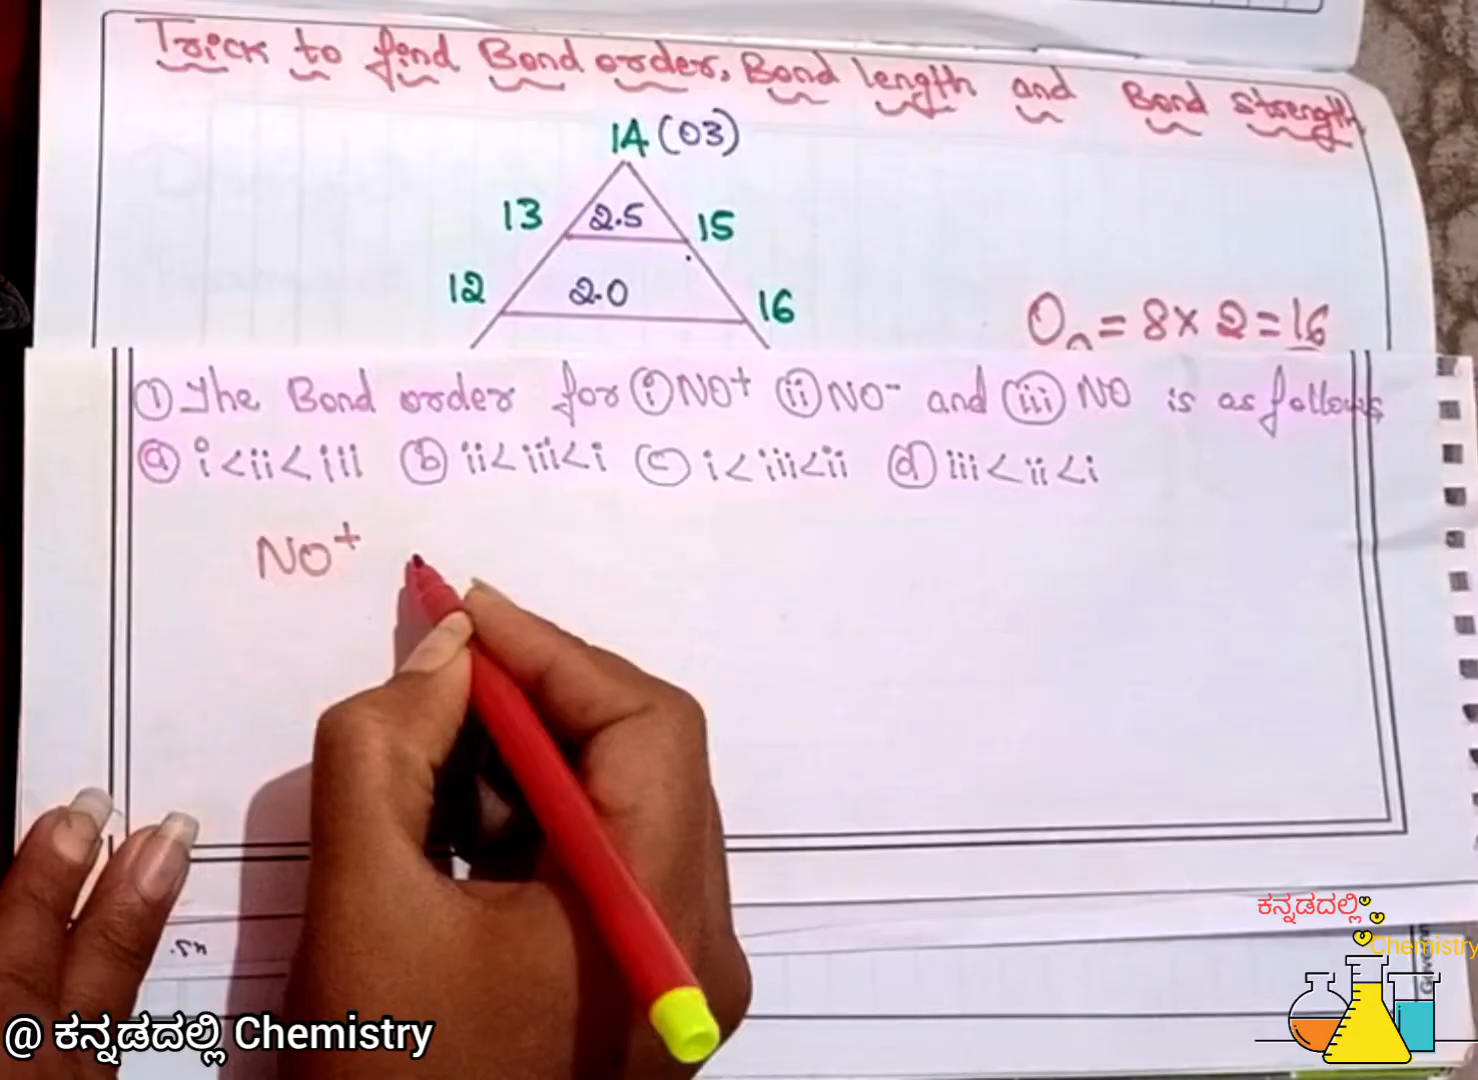 Trick to find Bond order, Bond length and Bond strength
14 (03)
13 2.5 15
12 2.0 16
= 8 × 2 = 16
① The Bond order for ⓘ NO⁺ (ii) NO⁻ and (iii) NO is as follows
ⓐ i < ii < iii ⓑ ii < iii < i ⓒ i < iii < ii ⓓ iii < ii < i
NO⁺
ಕನ್ನಡದಲ್ಲಿ
Chemistry
@ ಕನ್ನಡದಲ್ಲಿ Chemistry